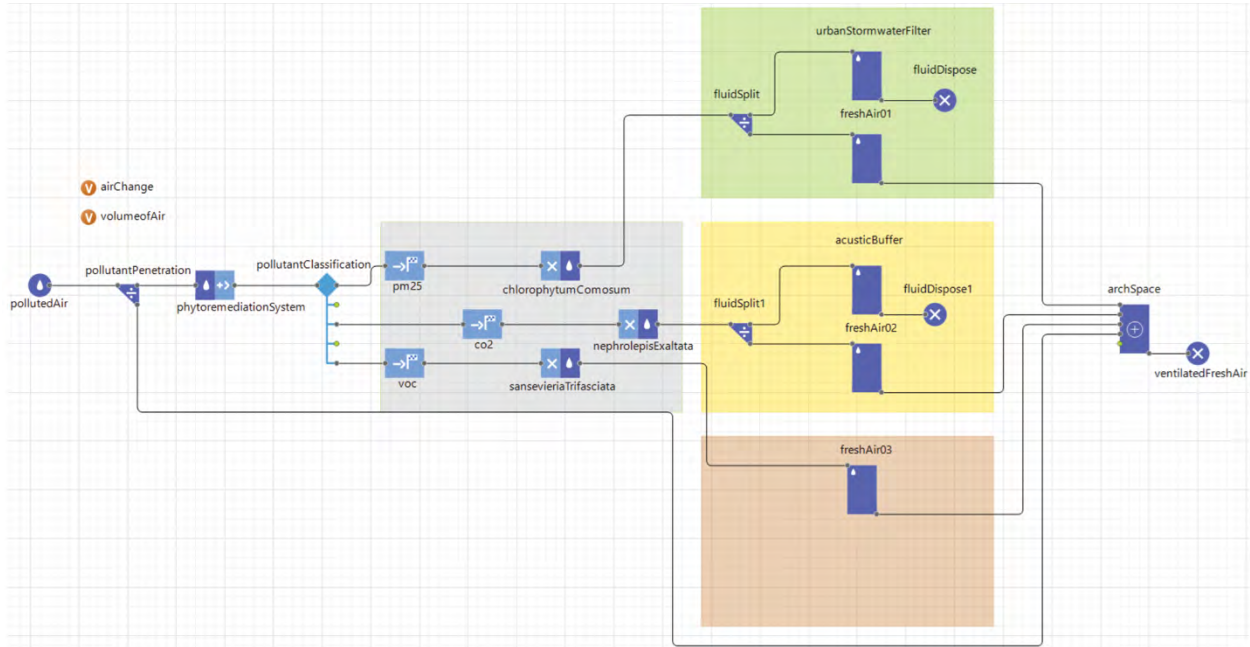 urbanStormwaterFilter
fluidDispose
fluidSplit
freshAir01
V airChange
V volumeofAir
acusticBuffer
pollutantPenetration
pollutantClassification
pm25
chlorophytumComosum
fluidDispose1
archSpace
pollutedAir
phytoremediationSystem
fluidSplit1
freshAir02
co2
nephrolepisExaltata
ventilatedFreshAir
voc
sansevieriaTrifasciata
freshAir03